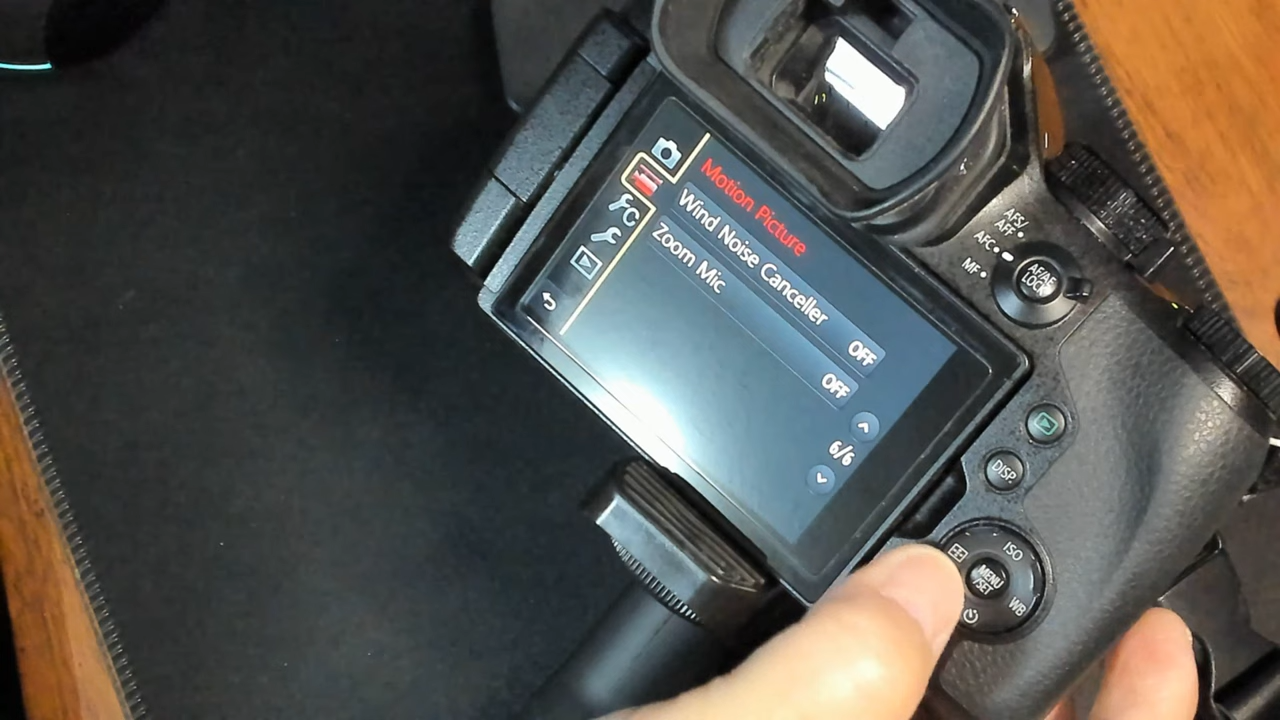 Motion Picture
Wind Noise Canceller
OFF
Zoom Mic
OFF
6/6
AFS/
AFF
AFC
MF
AF/AE
LOCK
DISP
ISO
MENU
/SET
WB